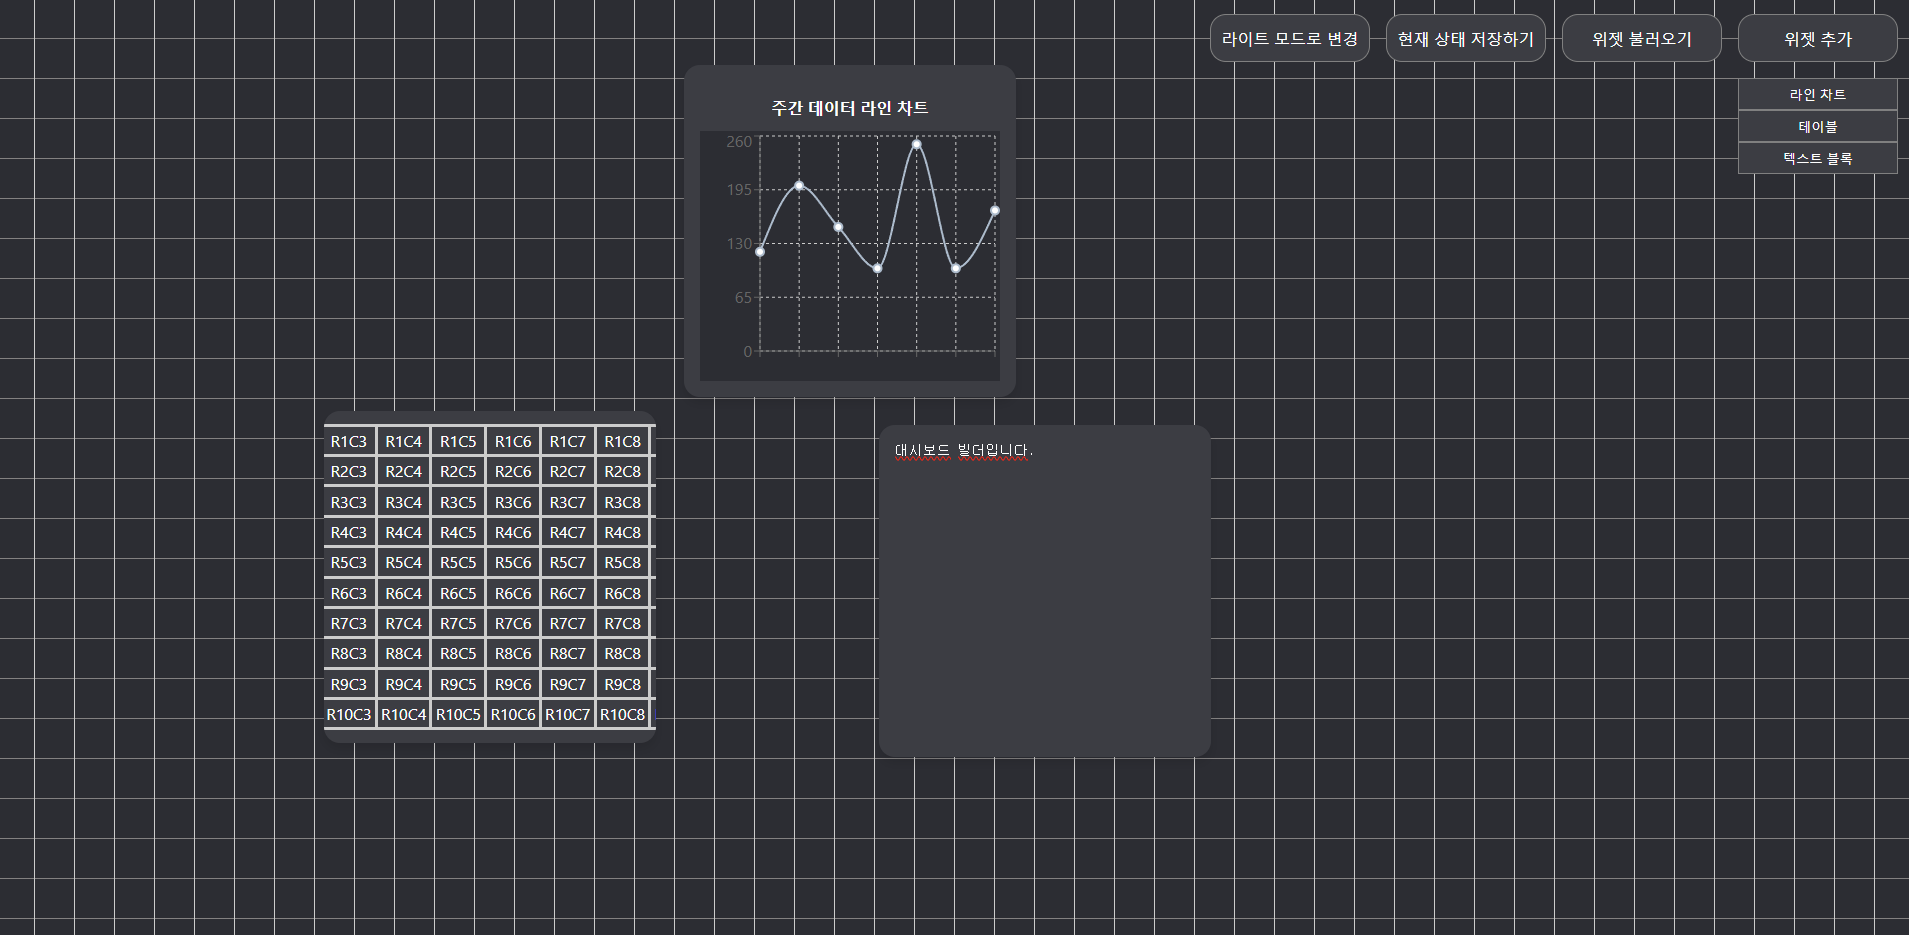 라이트 모드로 변경 현재 상태 저장하기 위젯 불러오기 위젯 추가
라인 차트
테이블
텍스트 블록
주간 데이터 라인 차트
260
195
130
65
0
R1C3 R1C4 R1C5 R1C6 R1C7 R1C8
R2C3 R2C4 R2C5 R2C6 R2C7 R2C8
R3C3 R3C4 R3C5 R3C6 R3C7 R3C8
R4C3 R4C4 R4C5 R4C6 R4C7 R4C8
R5C3 R5C4 R5C5 R5C6 R5C7 R5C8
R6C3 R6C4 R6C5 R6C6 R6C7 R6C8
R7C3 R7C4 R7C5 R7C6 R7C7 R7C8
R8C3 R8C4 R8C5 R8C6 R8C7 R8C8
R9C3 R9C4 R9C5 R9C6 R9C7 R9C8
R10C3 R10C4 R10C5 R10C6 R10C7 R10C8
대시보드 빌더입니다.